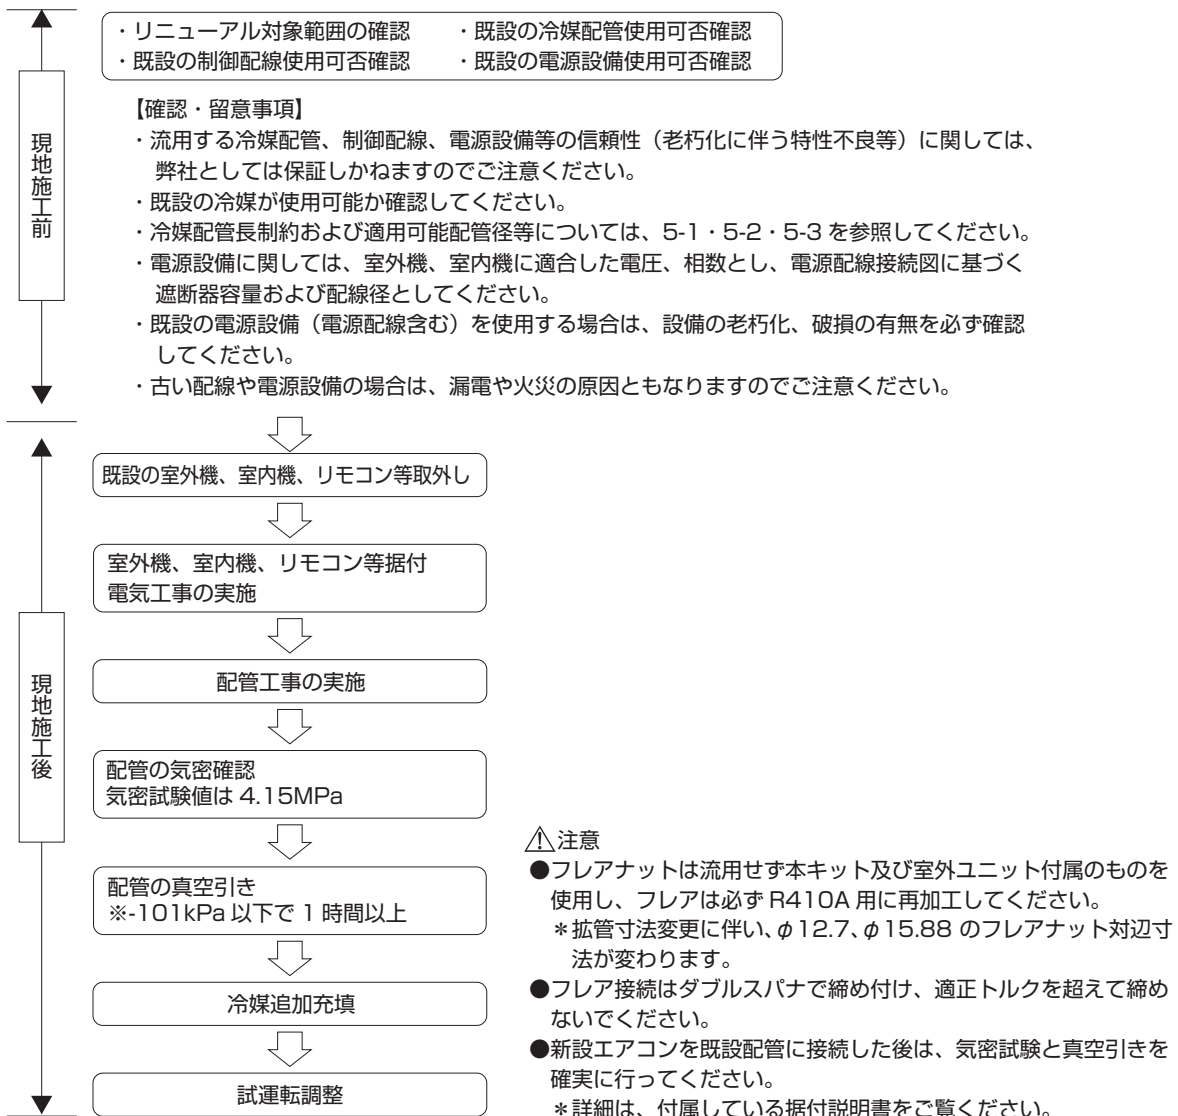 ・リニューアル対象範囲の確認　・既設の冷媒配管使用可否確認
・既設の制御配線使用可否確認　・既設の電源設備使用可否確認
現地施工前
【確認・留意事項】
・流用する冷媒配管、制御配線、電源設備等の信頼性（老朽化に伴う特性不良等）に関しては、
弊社としては保証しかねますのでご注意ください。
・既設の冷媒が使用可能か確認してください。
・冷媒配管長制約および適用可能配管径等については、5-1・5-2・5-3 を参照してください。
・電源設備に関しては、室外機、室内機に適合した電圧、相数とし、電源配線接続図に基づく
遮断器容量および配線径としてください。
・既設の電源設備（電源配線含む）を使用する場合は、設備の老朽化、破損の有無を必ず確認
してください。
・古い配線や電源設備の場合は、漏電や火災の原因ともなりますのでご注意ください。
現地施工後
既設の室外機、室内機、リモコン等取外し
室外機、室内機、リモコン等据付
電気工事の実施
配管工事の実施
配管の気密確認
気密試験値は 4.15MPa
配管の真空引き
※-101kPa 以下で 1 時間以上
冷媒追加充填
試運転調整
⚠注意
●フレアナットは流用せず本キット及び室外ユニット付属のものを
使用し、フレアは必ず R410A 用に再加工してください。
＊拡管寸法変更に伴い、φ12.7、φ15.88 のフレアナット対辺寸
法が変わります。
●フレア接続はダブルスパナで締め付け、適正トルクを超えて締め
ないでください。
●新設エアコンを既設配管に接続した後は、気密試験と真空引きを
確実に行ってください。
＊詳細は、付属している据付説明書をご覧ください。